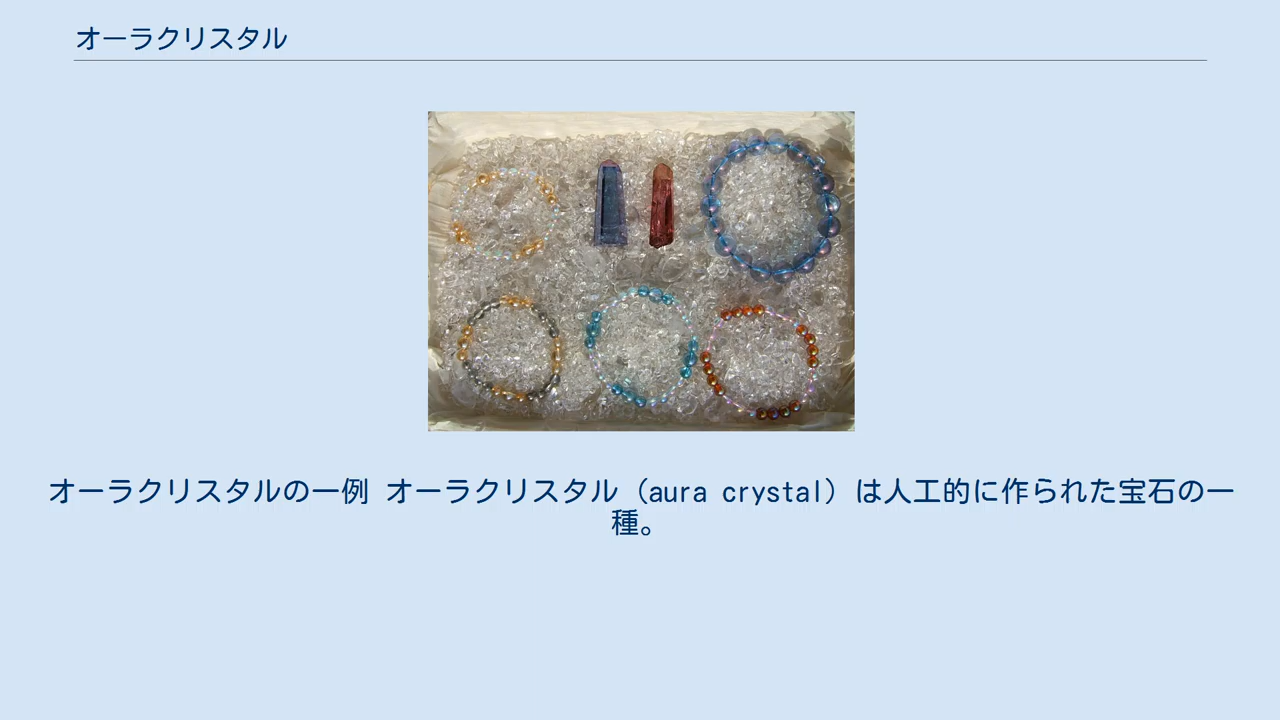 オーラクリスタル
オーラクリスタルの一例 オーラクリスタル（aura crystal）は人工的に作られた宝石の一
種。